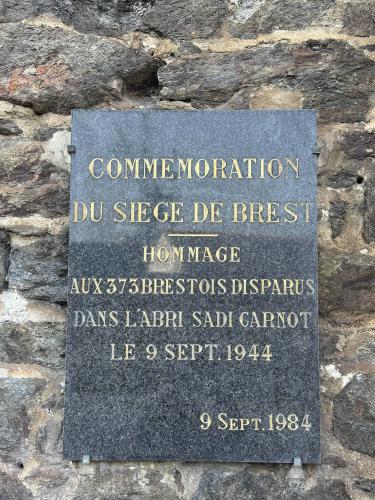 COMMEMORATION
DU SIEGE DE BREST
HOMMAGE
AUX 373 BRESTOIS DISPARUS
DANS L'ABRI SADI CARNOT
LE 9 SEPT. 1944
9 SEPT. 1984